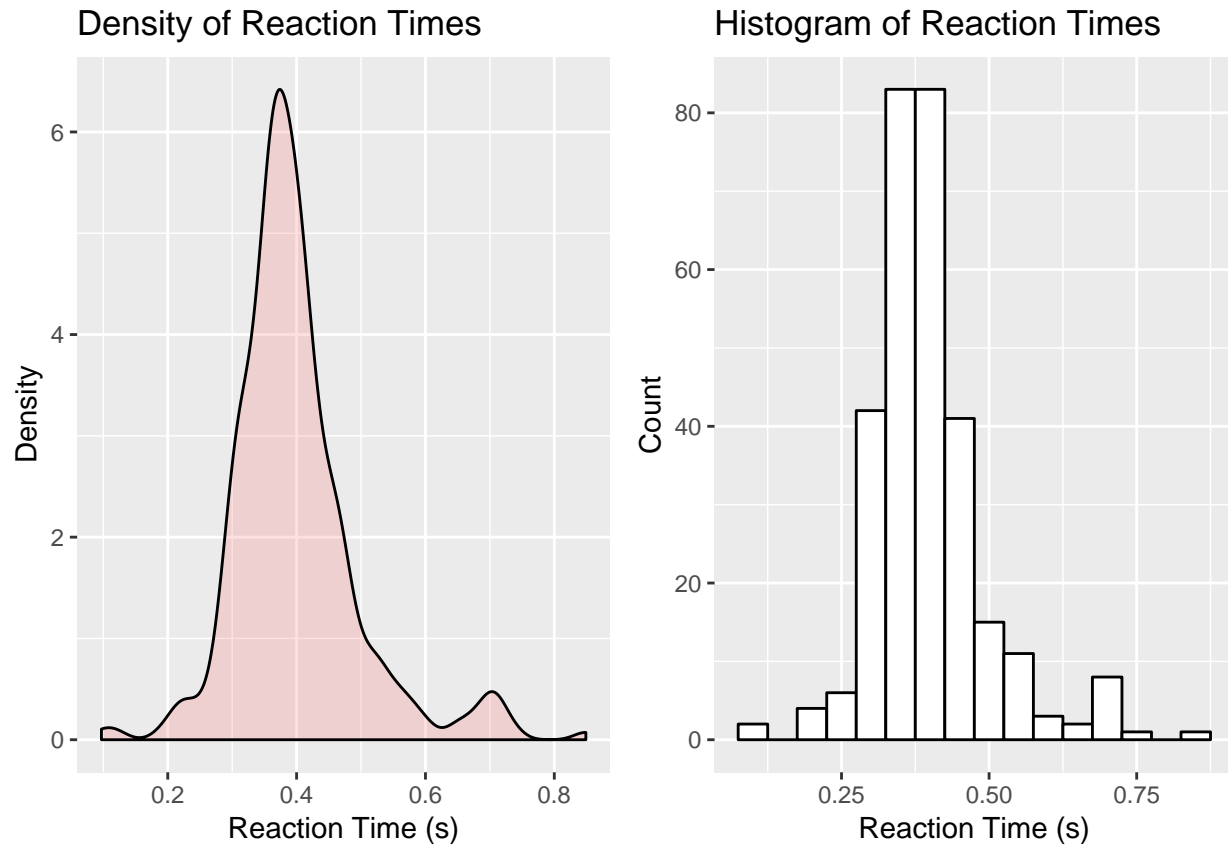 Density of Reaction Times
6
4
2
0
Density
0.2 0.4 0.6 0.8
Reaction Time (s)
Histogram of Reaction Times
80
60
40
20
0
Count
0.25 0.50 0.75
Reaction Time (s)